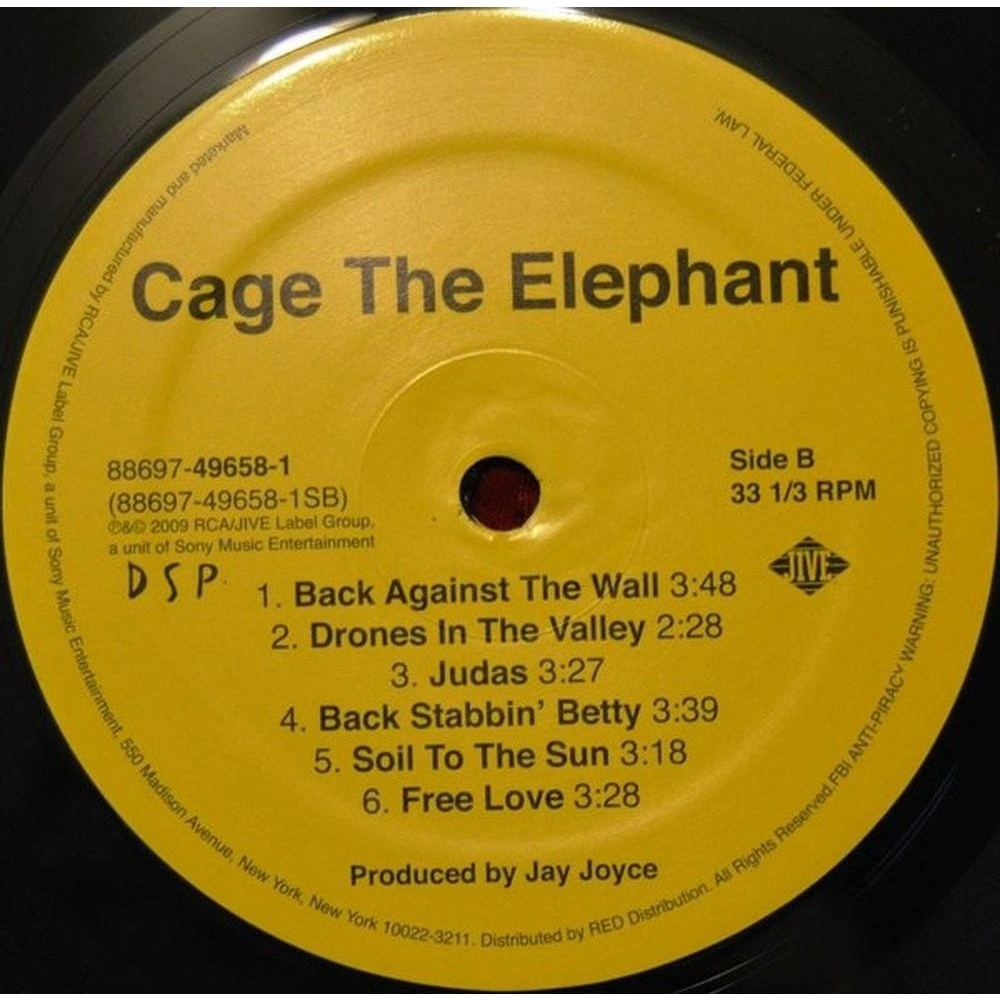 Cage The Elephant
88697-49658-1
(88697-49658-1SB)
℗&© 2009 RCA/JIVE Label Group,
a unit of Sony Music Entertainment
DSP.
Side B
33 1/3 RPM
JIVE
1. Back Against The Wall 3:48
2. Drones In The Valley 2:28
3. Judas 3:27
4. Back Stabbin' Betty 3:39
5. Soil To The Sun 3:18
6. Free Love 3:28
Produced by Jay Joyce
Marketed and manufactured by RCA/JIVE Label Group, a unit of Sony Music Entertainment, 550 Madison Avenue, New York, New York 10022-3211. Distributed by RED Distribution. All Rights Reserved.FBI ANTI-PIRACY WARNING: UNAUTHORIZED COPYING IS PUNISHABLE UNDER FEDERAL LAW.